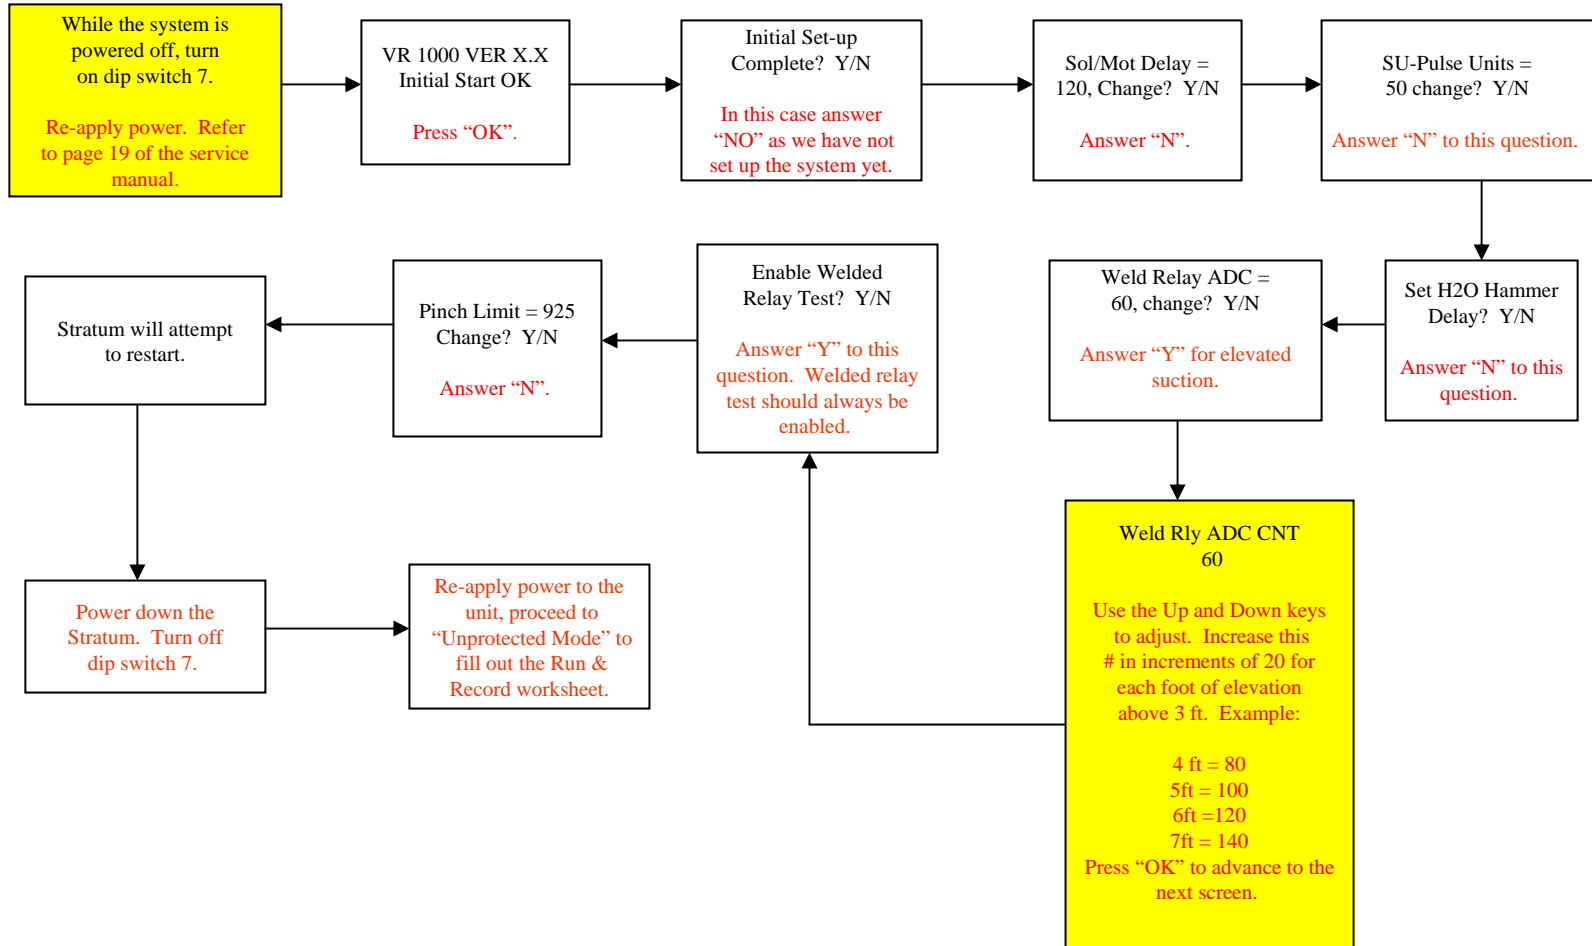 While the system is
powered off, turn
on dip switch 7.
Re-apply power. Refer
to page 19 of the service
manual.
VR 1000 VER X.X
Initial Start OK
Press “OK”.
Initial Set-up
Complete? Y/N
In this case answer
“NO” as we have not
set up the system yet.
Sol/Mot Delay =
120, Change? Y/N
Answer “N”.
SU-Pulse Units =
50 change? Y/N
Answer “N” to this question.
Set H2O Hammer
Delay? Y/N
Answer “N” to this
question.
Weld Relay ADC =
60, change? Y/N
Answer “Y” for elevated
suction.
Weld Rly ADC CNT
60
Use the Up and Down keys
to adjust. Increase this
# in increments of 20 for
each foot of elevation
above 3 ft. Example:
4 ft = 80
5ft = 100
6ft =120
7ft = 140
Press “OK” to advance to the
next screen.
Enable Welded
Relay Test? Y/N
Answer “Y” to this
question. Welded relay
test should always be
enabled.
Pinch Limit = 925
Change? Y/N
Answer “N”.
Stratum will attempt
to restart.
Power down the
Stratum. Turn off
dip switch 7.
Re-apply power to the
unit, proceed to
“Unprotected Mode” to
fill out the Run &
Record worksheet.